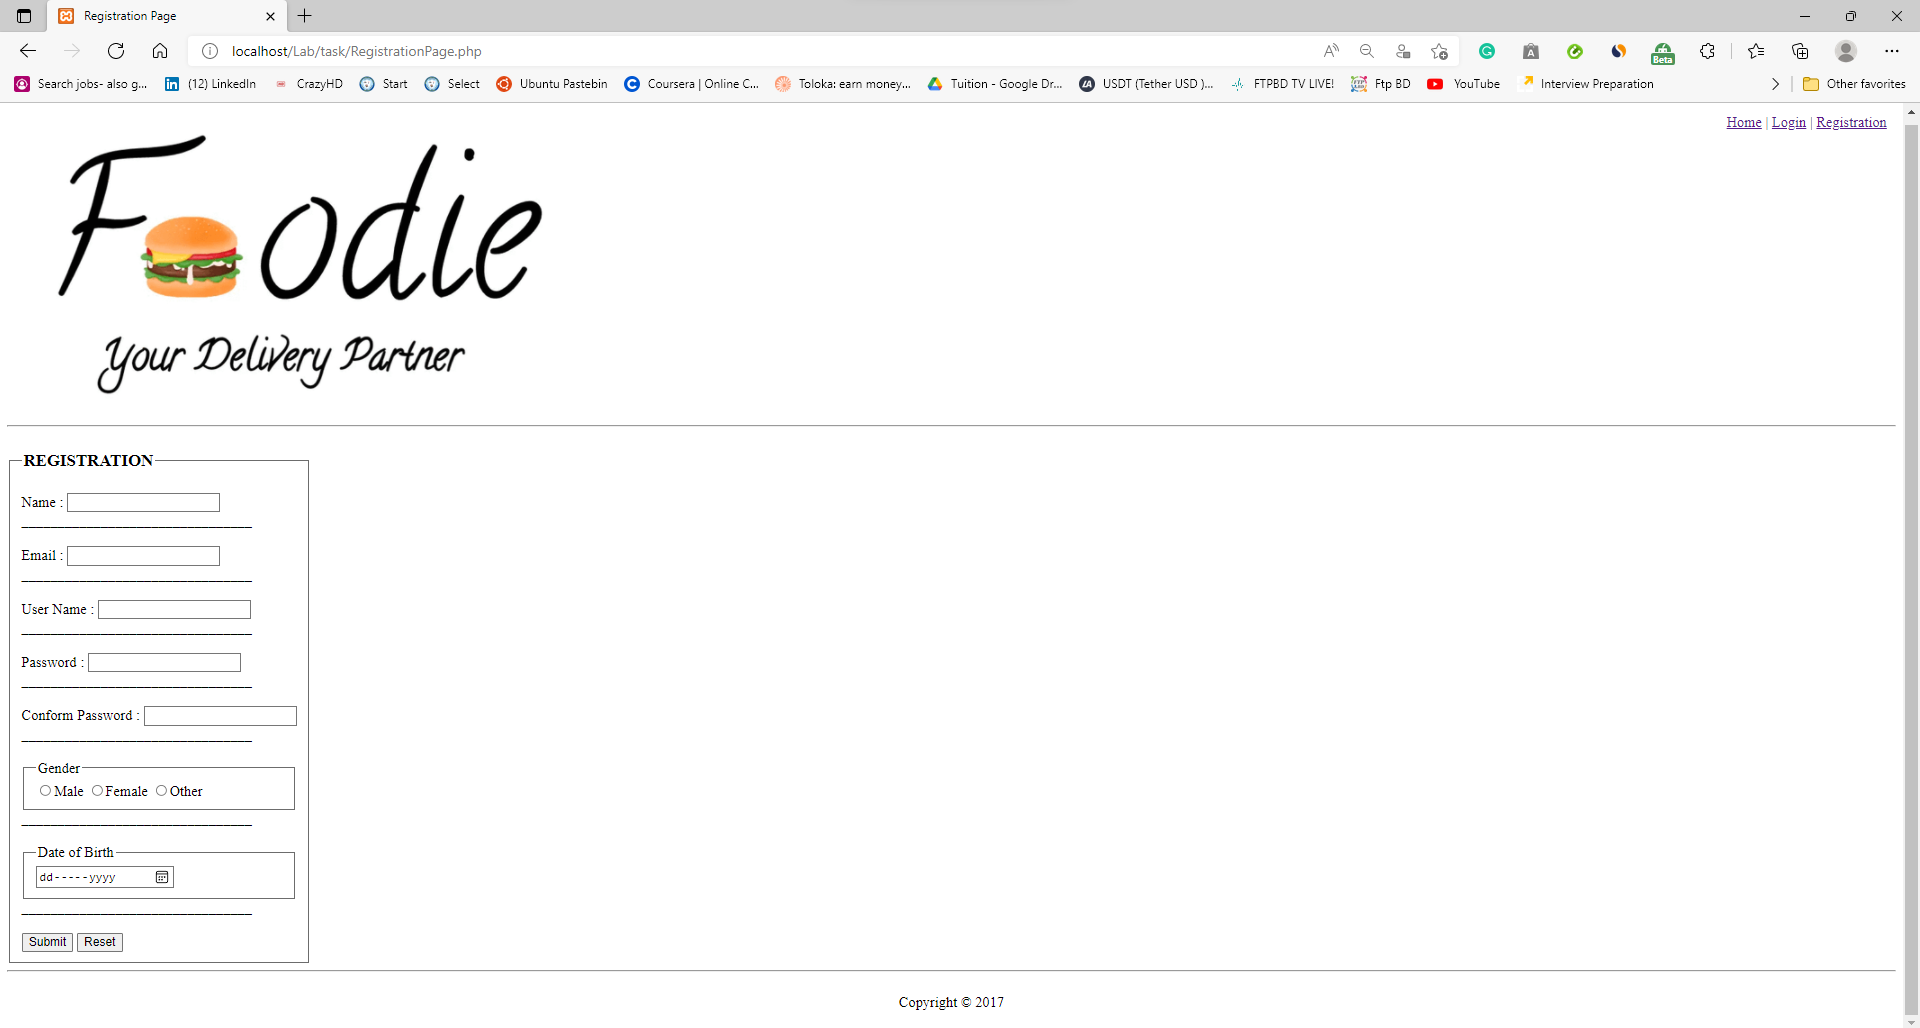 Registration Page
localhost/Lab/task/RegistrationPage.php
Beta
Search jobs- also g... (12) LinkedIn CrazyHD Start Select Ubuntu Pastebin Coursera | Online C... Toloka: earn money... Tuition - Google Dr... USDT (Tether USD )... FTPBD TV LIVE! Ftp BD YouTube Interview Preparation Other favorites
Home | Login | Registration
Foodie
Your Delivery Partner
REGISTRATION
Name :
Email :
User Name :
Password :
Conform Password :
Gender
Male Female Other
Date of Birth
dd-----yyyy
Submit Reset
Copyright © 2017